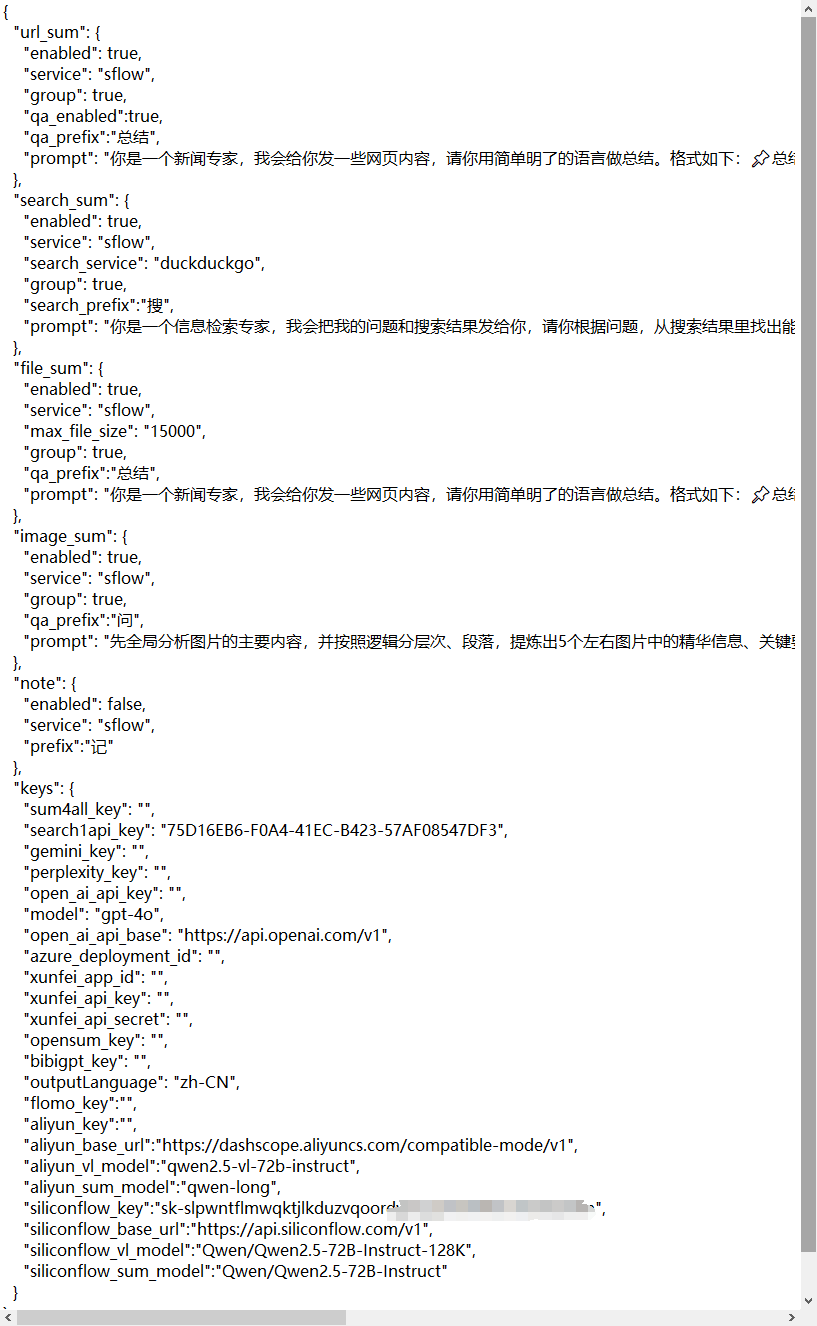 {
"url_sum": {
"enabled": true,
"service": "sflow",
"group": true,
"qa_enabled":true,
"qa_prefix":"总结",
"prompt": "你是一个新闻专家，我会给你发一些网页内容，请你用简单明了的语言做总结。格式如下：📌总结
},
"search_sum": {
"enabled": true,
"service": "sflow",
"search_service": "duckduckgo",
"group": true,
"search_prefix":"搜",
"prompt": "你是一个信息检索专家，我会把我的问题和搜索结果发给你，请你根据问题，从搜索结果里找出能
},
"file_sum": {
"enabled": true,
"service": "sflow",
"max_file_size": "15000",
"group": true,
"qa_prefix":"总结",
"prompt": "你是一个新闻专家，我会给你发一些网页内容，请你用简单明了的语言做总结。格式如下：📌总结
},
"image_sum": {
"enabled": true,
"service": "sflow",
"group": true,
"qa_prefix":"问",
"prompt": "先全局分析图片的主要内容，并按照逻辑分层次、段落，提炼出5个左右图片中的精华信息、关键要
},
"note": {
"enabled": false,
"service": "sflow",
"prefix":"记"
},
"keys": {
"sum4all_key": "",
"search1api_key": "75D16EB6-F0A4-41EC-B423-57AF08547DF3",
"gemini_key": "",
"perplexity_key": "",
"open_ai_api_key": "",
"model": "gpt-4o",
"open_ai_api_base": "https://api.openai.com/v1",
"azure_deployment_id": "",
"xunfei_app_id": "",
"xunfei_api_key": "",
"xunfei_api_secret": "",
"opensum_key": "",
"bibigpt_key": "",
"outputLanguage": "zh-CN",
"flomo_key":"",
"aliyun_key":"",
"aliyun_base_url":"https://dashscope.aliyuncs.com/compatible-mode/v1",
"aliyun_vl_model":"qwen2.5-vl-72b-instruct",
"aliyun_sum_model":"qwen-long",
"siliconflow_key":"sk-slpwntflmwqktjlkduzvqoord",
"siliconflow_base_url":"https://api.siliconflow.com/v1",
"siliconflow_vl_model":"Qwen/Qwen2.5-72B-Instruct-128K",
"siliconflow_sum_model":"Qwen/Qwen2.5-72B-Instruct"
}